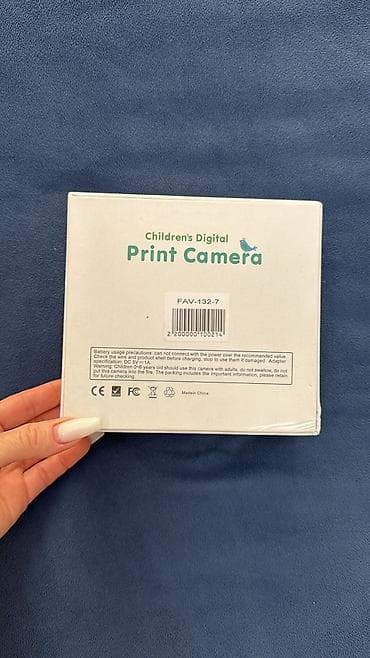 Children's Digital
Print Camera
FAV-132-7
2 200000 100214
Battery usage precautions: can not connect with the power over the recommended value
Check the wire and product shell before charging, stop to use them if damaged. Adapter
specification: DC 5V⎓1A
Warning: Children 0-6 years old should use this camera with adults, do not swallow, do not
put this camera into the fire. The packing includes the important information, please retain
for future checking.
CE FC Made in China